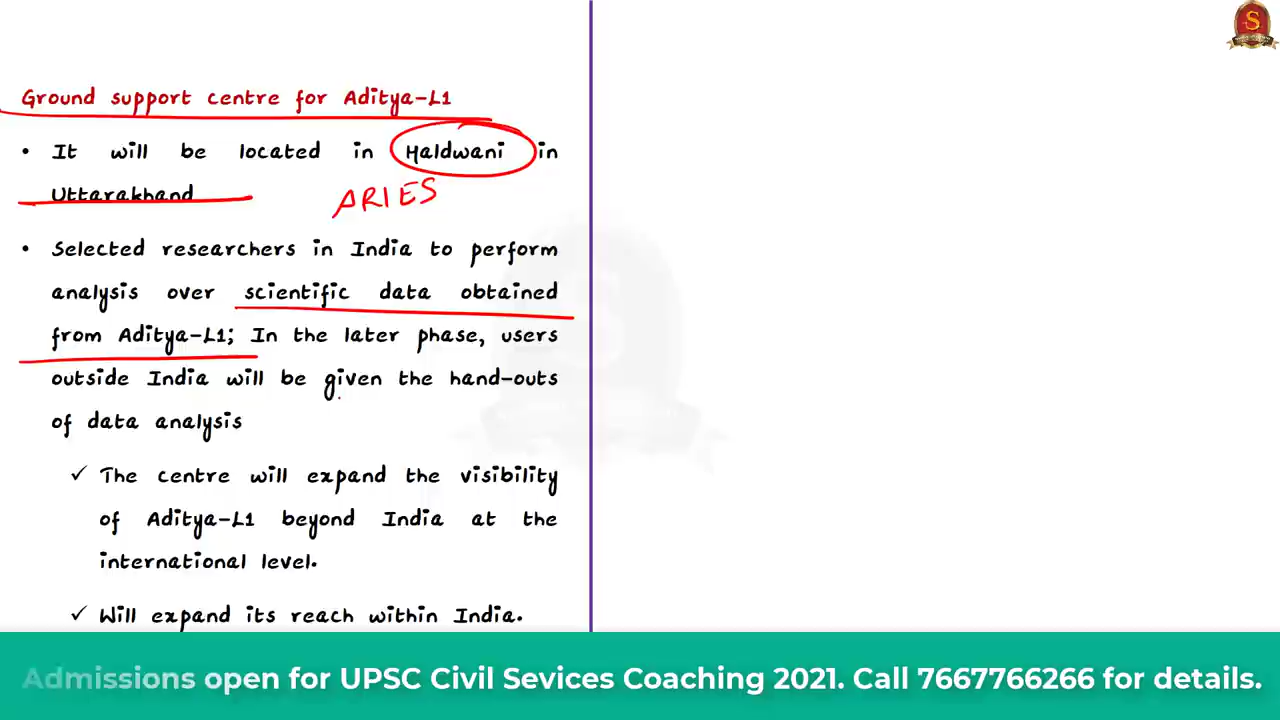 S
Ground support centre for Aditya-L1
• It will be located in Haldwani in
Uttarakhand
ARIES
• Selected researchers in India to perform
analysis over scientific data obtained
from Aditya-L1; In the later phase, users
outside India will be given the hand-outs
of data analysis
✓ The centre will expand the visibility
of Aditya-L1 beyond India at the
international level.
✓ Will expand its reach within India.
Admissions open for UPSC Civil Sevices Coaching 2021. Call 7667766266 for details.